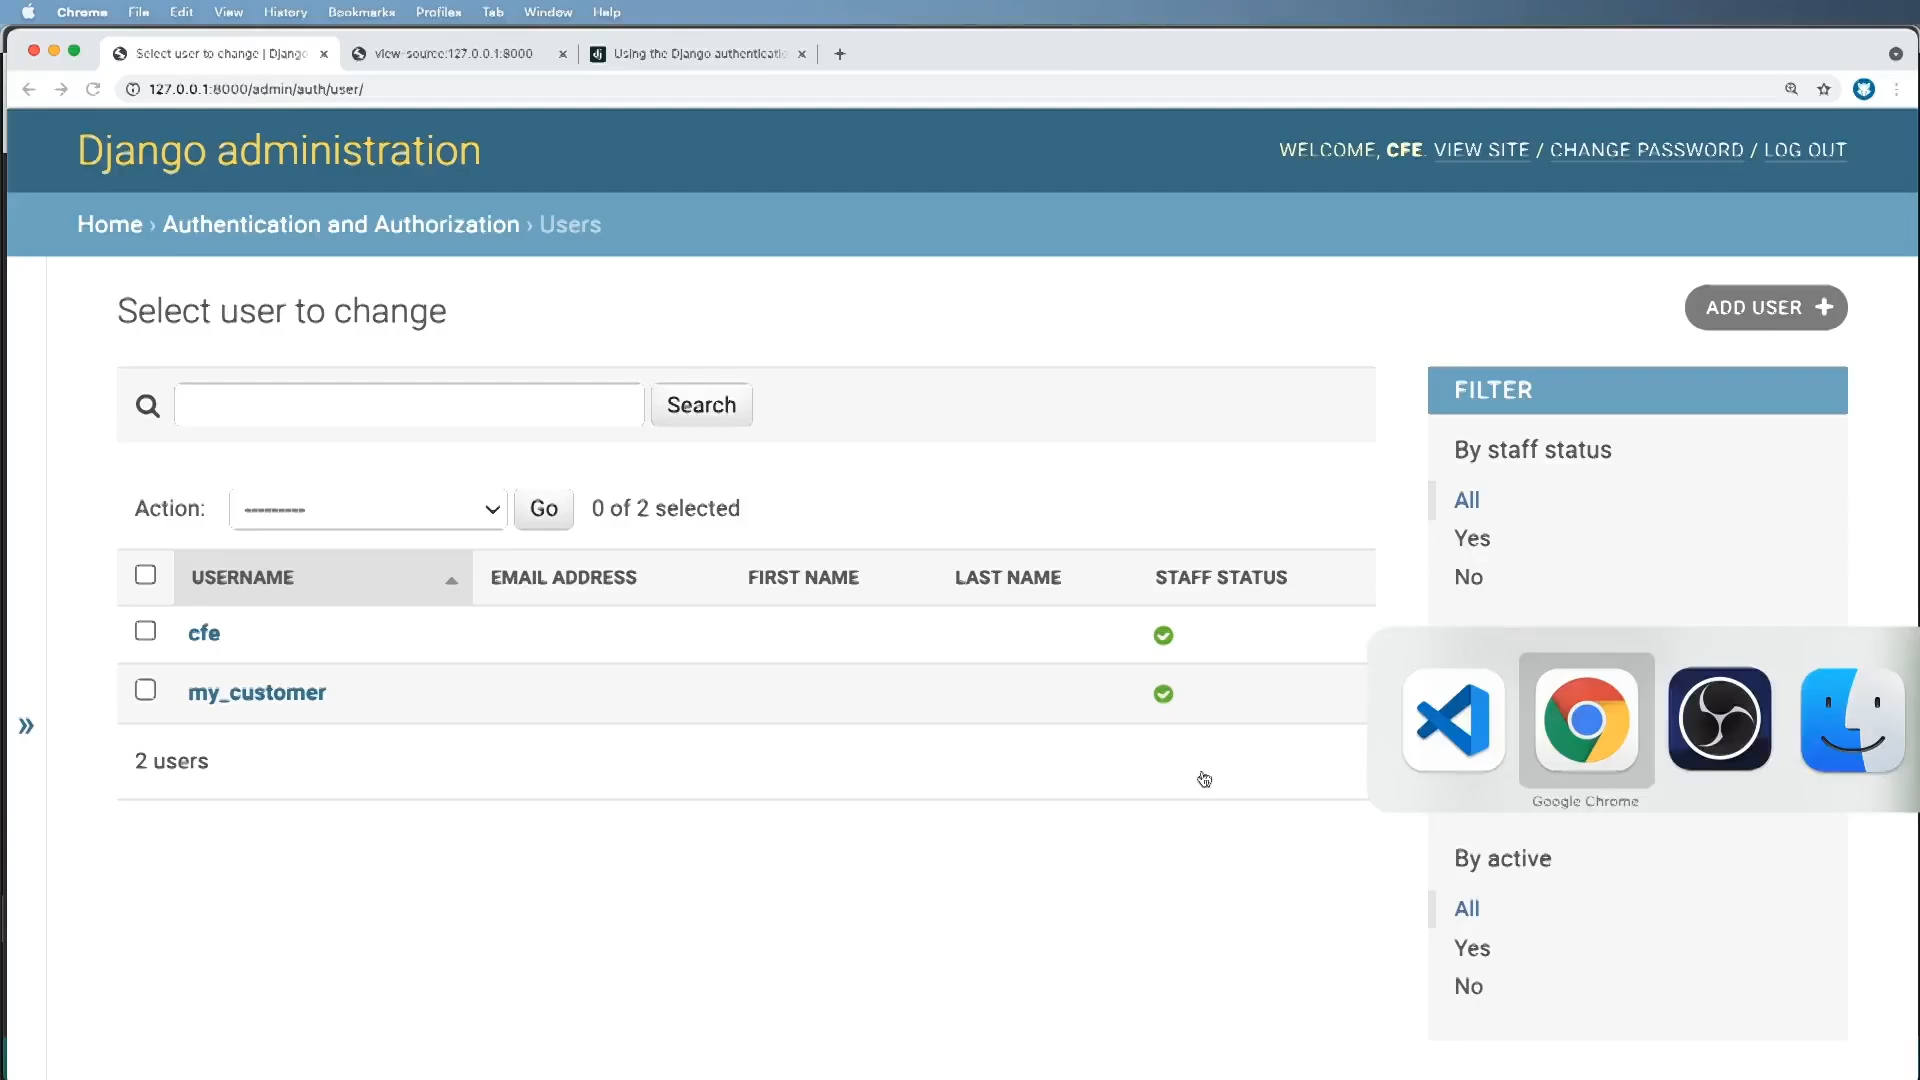 Chrome File Edit View History Bookmarks Profiles Tab Window Help
Select user to change | Django view-source:127.0.0.1:8000 dj Using the Django authenticatio
127.0.0.1:8000/admin/auth/user/
Django administration
WELCOME, CFE. VIEW SITE / CHANGE PASSWORD / LOG OUT
Home › Authentication and Authorization › Users
Select user to change
ADD USER +
Search
FILTER
By staff status
All
Yes
No
Action: --------- Go 0 of 2 selected
USERNAME EMAIL ADDRESS FIRST NAME LAST NAME STAFF STATUS
cfe
my_customer
2 users
»
Google Chrome
By active
All
Yes
No